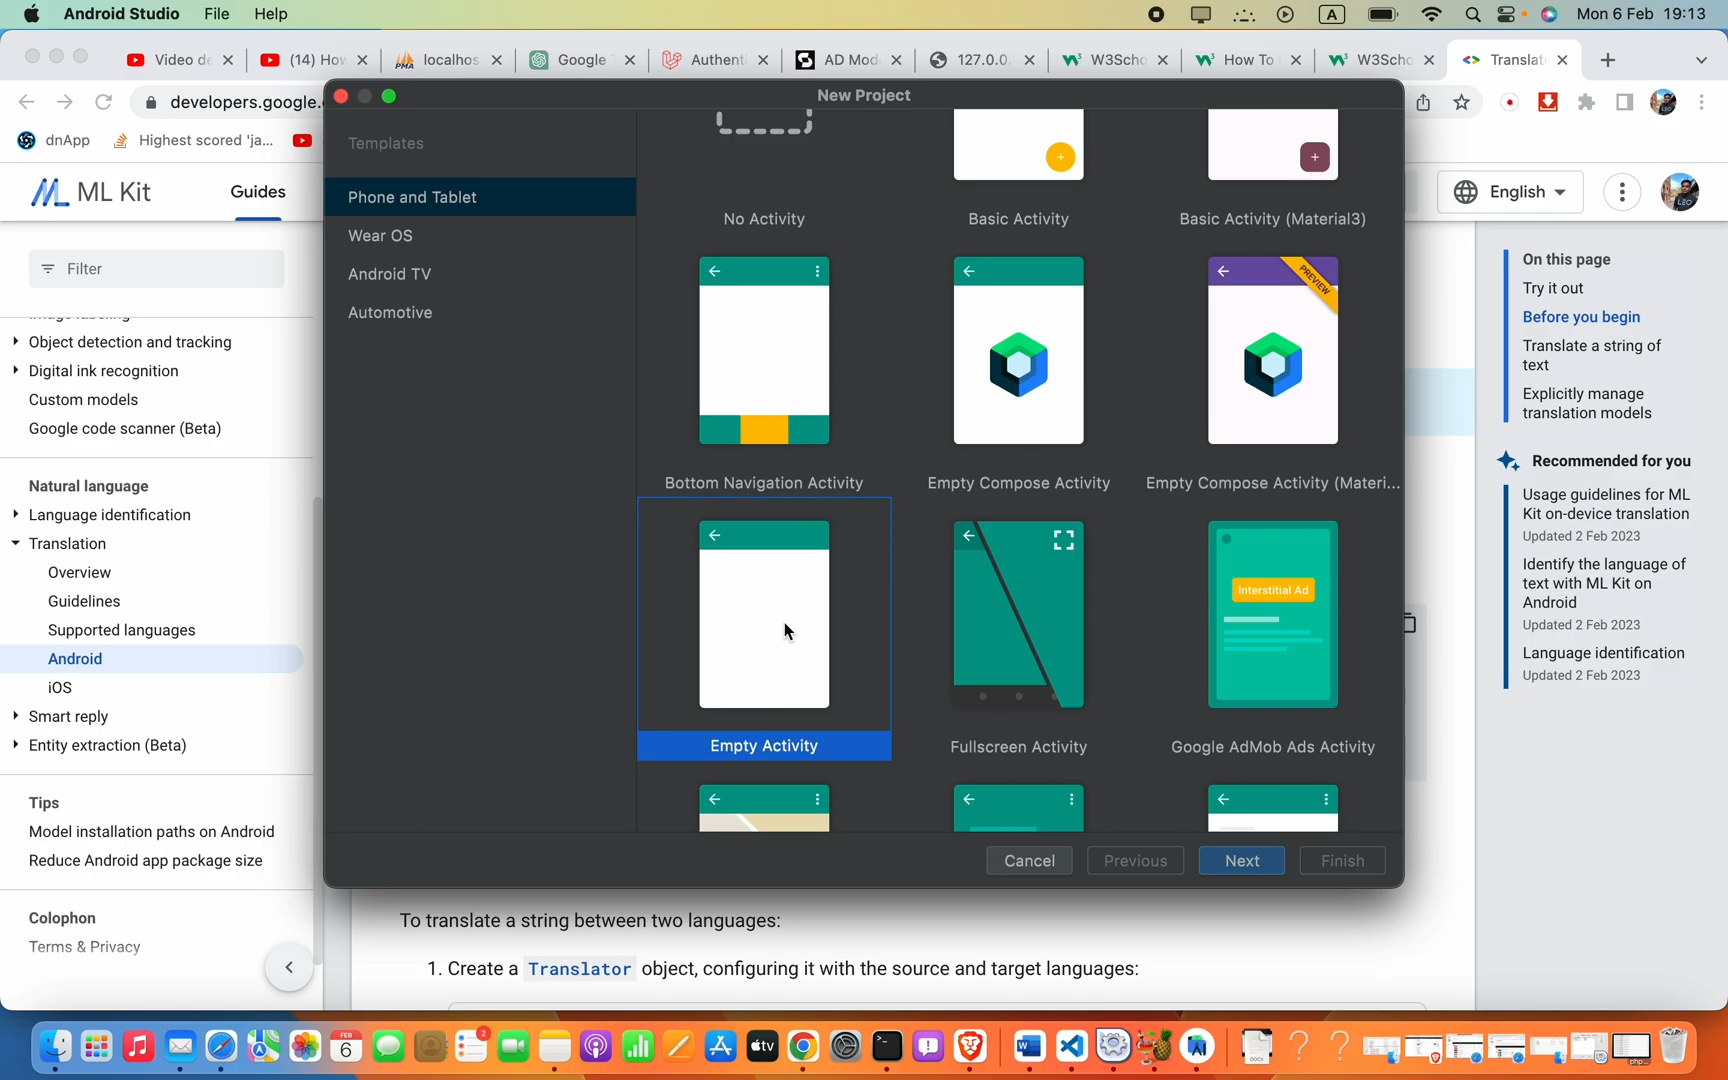 Android Studio File Help
A Mon 6 Feb 19:13
Video de (14) How localhos Google Authenti AD Mod 127.0.0. W3Scho How To W3Scho Translat
developers.google.
dnApp Highest scored 'ja...
ML Kit Guides
English
Filter
Object detection and tracking
Digital ink recognition
Custom models
Google code scanner (Beta)
Natural language
Language identification
Translation
Overview
Guidelines
Supported languages
Android
iOS
Smart reply
Entity extraction (Beta)
Tips
Model installation paths on Android
Reduce Android app package size
Colophon
Terms & Privacy
New Project
Templates
Phone and Tablet
Wear OS
Android TV
Automotive
No Activity
Basic Activity
Basic Activity (Material3)
PREVIEW
Bottom Navigation Activity
Empty Compose Activity
Empty Compose Activity (Materi...
Interstitial Ad
Empty Activity
Fullscreen Activity
Google AdMob Ads Activity
Cancel
Previous
Next
Finish
To translate a string between two languages:
1. Create a Translator object, configuring it with the source and target languages:
On this page
Try it out
Before you begin
Translate a string of
text
Explicitly manage
translation models
Recommended for you
Usage guidelines for ML
Kit on-device translation
Updated 2 Feb 2023
Identify the language of
text with ML Kit on
Android
Updated 2 Feb 2023
Language identification
Updated 2 Feb 2023
FEB
6
2
tv